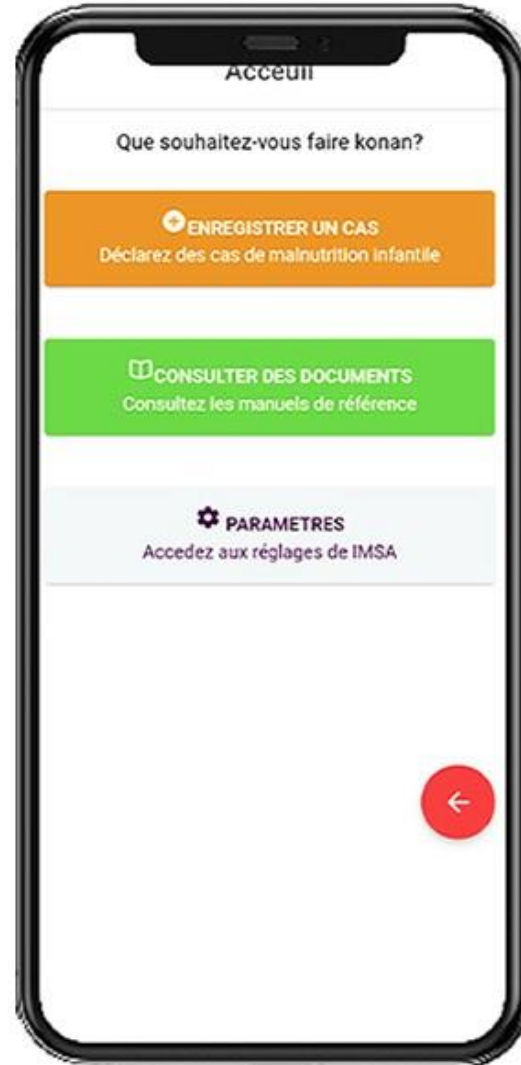 Acceuil
Que souhaitez-vous faire konan?
ENREGISTRER UN CAS
Déclarez des cas de malnutrition infantile
CONSULTER DES DOCUMENTS
Consultez les manuels de référence
PARAMETRES
Accedez aux réglages de IMSA